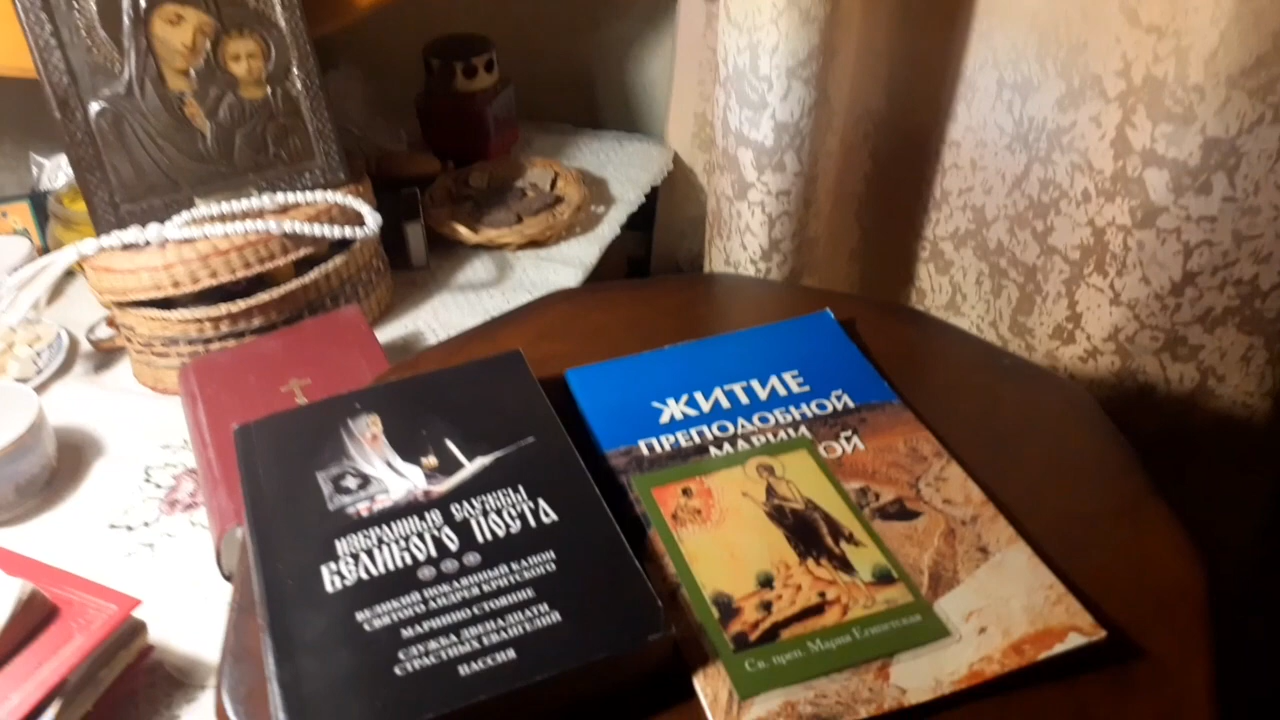 ИЗБРАННЫЕ СЛУЖБЫ
ВЕЛИКОГО ПОСТА
ВЕЛИКИЙ ПОКАЯННЫЙ КАНОН
СВЯТОГО АНДРЕЯ КРИТСКОГО
МАРИИНО СТОЯНИЕ
СЛУЖБА ДВЕНАДЦАТИ
СТРАСТНЫХ ЕВАНГЕЛИЙ
ПАССИЯ
ЖИТИЕ
ПРЕПОДОБНОЙ
МАРИИ
Св. преп. Мария Египетская